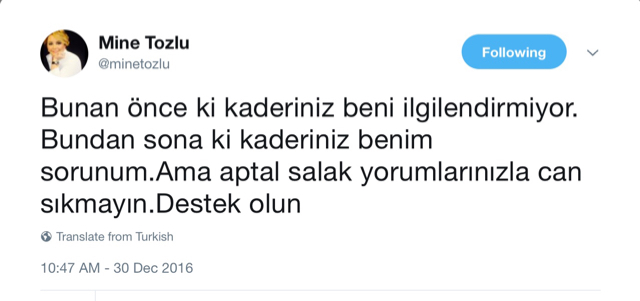 Mine Tozlu
@minetozlu
Following
Bunan önce ki kaderiniz beni ilgilendirmiyor.
Bundan sona ki kaderiniz benim
sorunum.Ama aptal salak yorumlarınızla can
sıkmayın.Destek olun
Translate from Turkish
10:47 AM - 30 Dec 2016